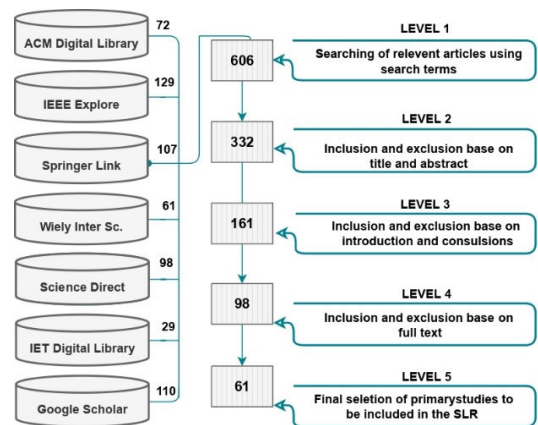 72
ACM Digital Library
129
IEEE Explore
107
Springer Link
61
Wiely Inter Sc.
98
Science Direct
29
IET Digital Library
110
Google Scholar
606
332
161
98
61
LEVEL 1
Searching of relevent articles using
search terms
LEVEL 2
Inclusion and exclusion base on
title and abstract
LEVEL 3
Inclusion and exclusion base on
introduction and consulsions
LEVEL 4
Inclusion and exclusion base on
full text
LEVEL 5
Final seletion of primarystudies to
be included in the SLR